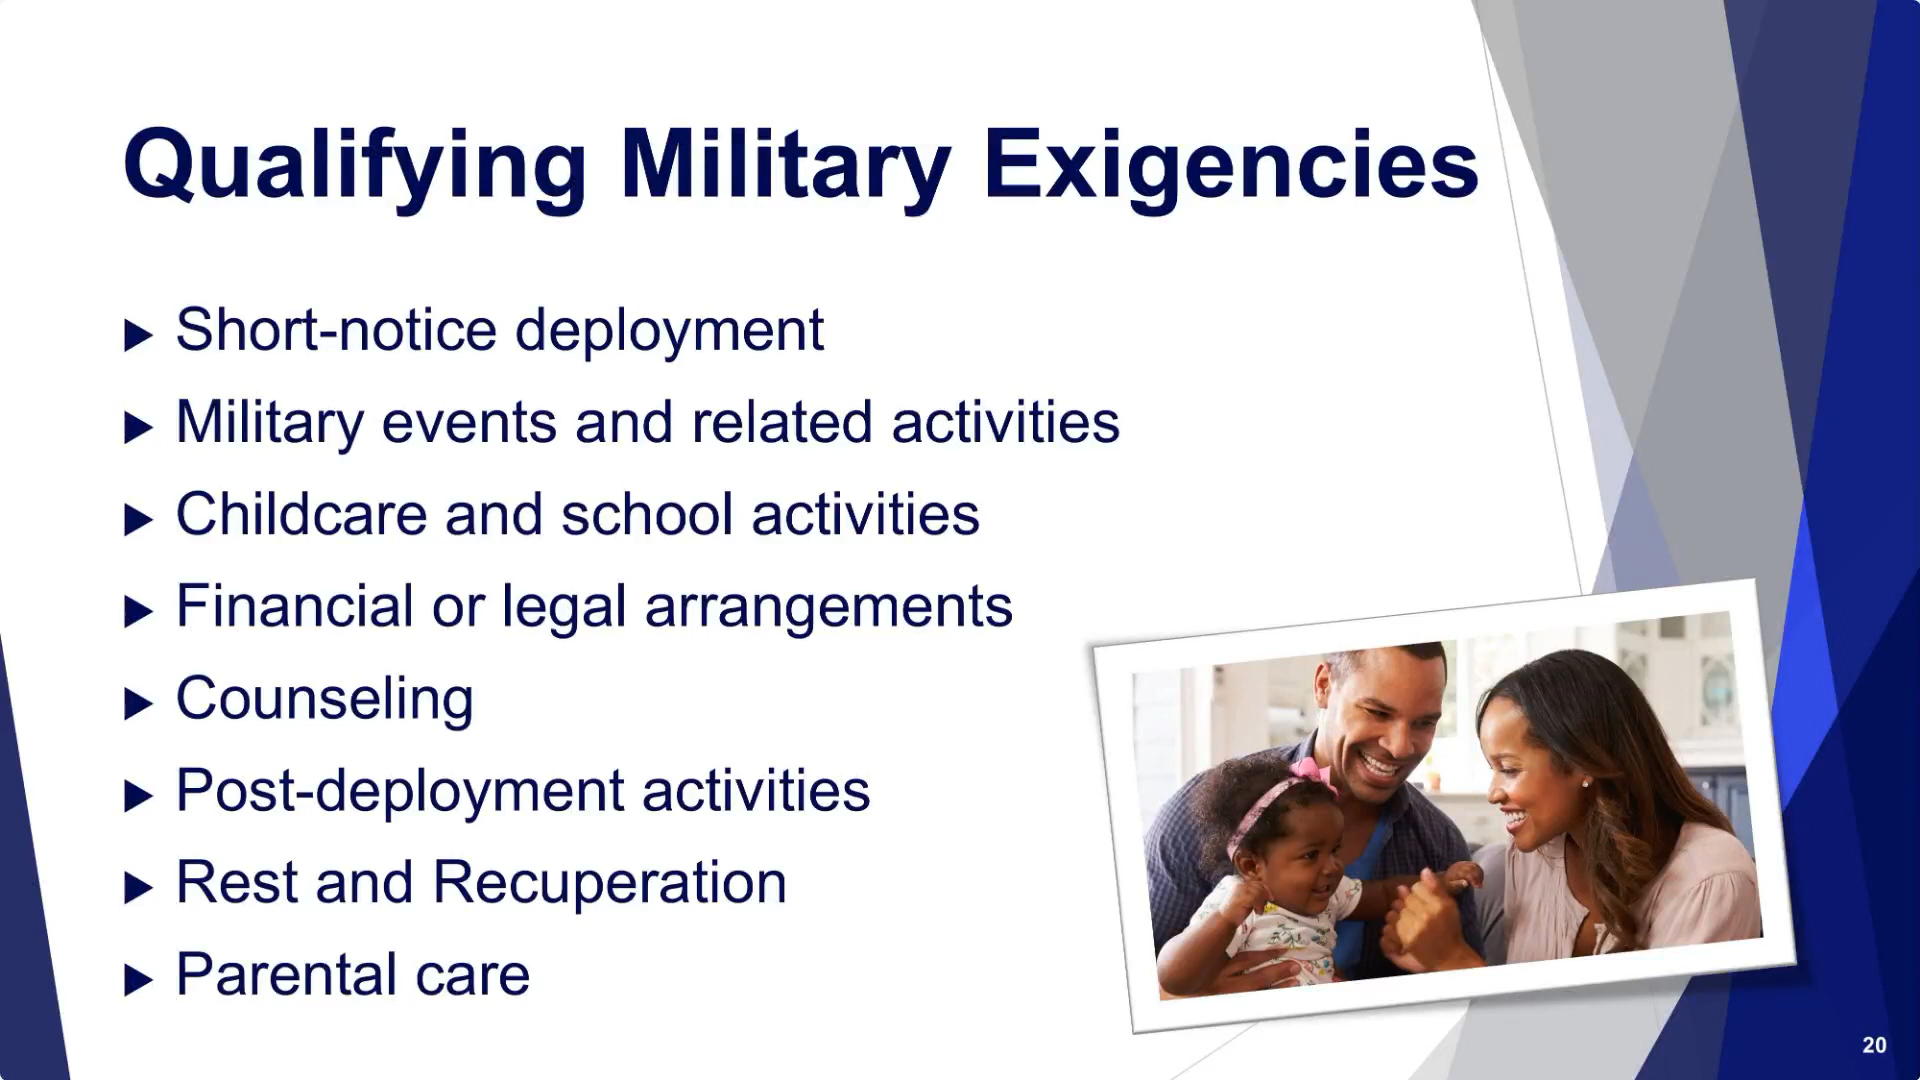 Qualifying Military Exigencies
Short-notice deployment
Military events and related activities
Childcare and school activities
Financial or legal arrangements
Counseling
Post-deployment activities
Rest and Recuperation
Parental care
20